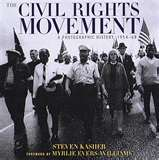 THE
CIVIL RIGHTS
MOVEMENT
A PHOTOGRAPHIC HISTORY, 1954–68
STEVEN KASHER
FOREWORD BY MYRLIE EVERS-WILLIAMS